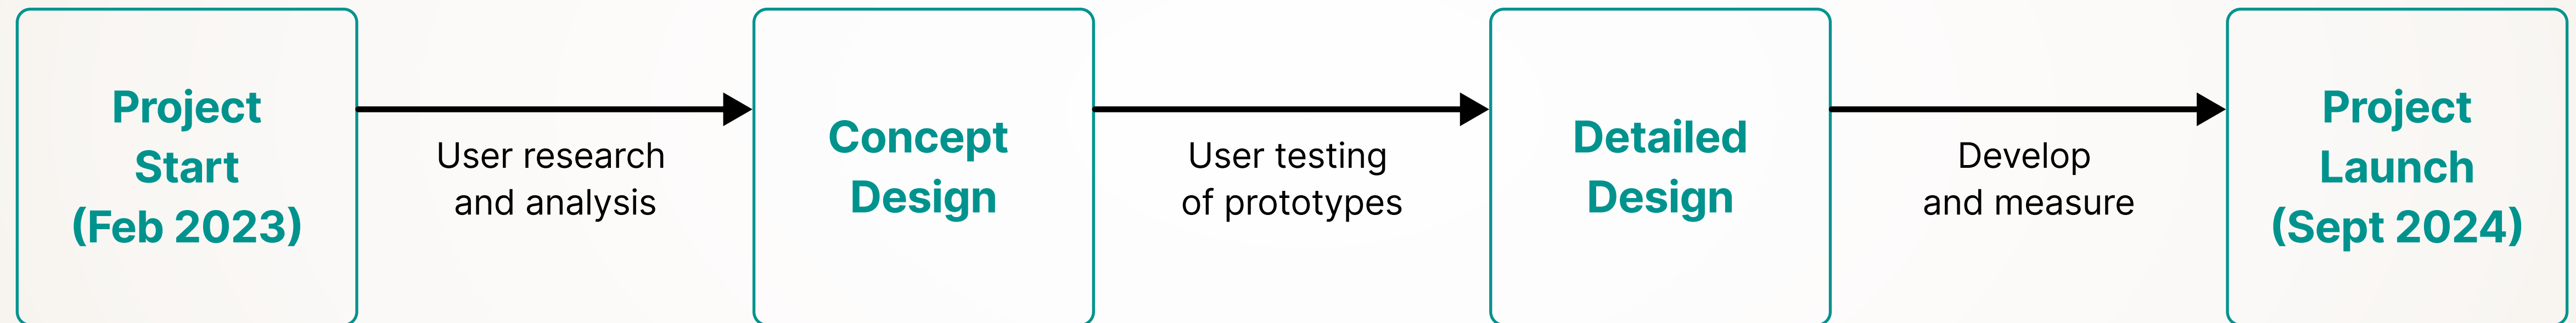 Project
Start
(Feb 2023)
User research
and analysis
Concept
Design
User testing
of prototypes
Detailed
Design
Develop
and measure
Project
Launch
(Sept 2024)